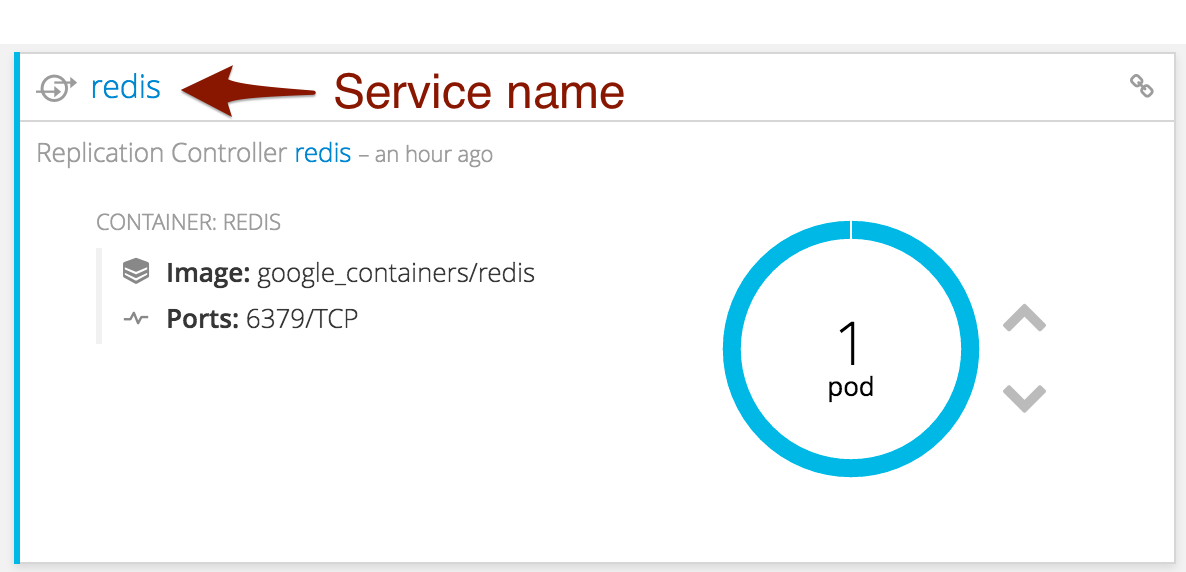 redis Service name
Replication Controller redis – an hour ago
CONTAINER: REDIS
Image: google_containers/redis
Ports: 6379/TCP
1
pod